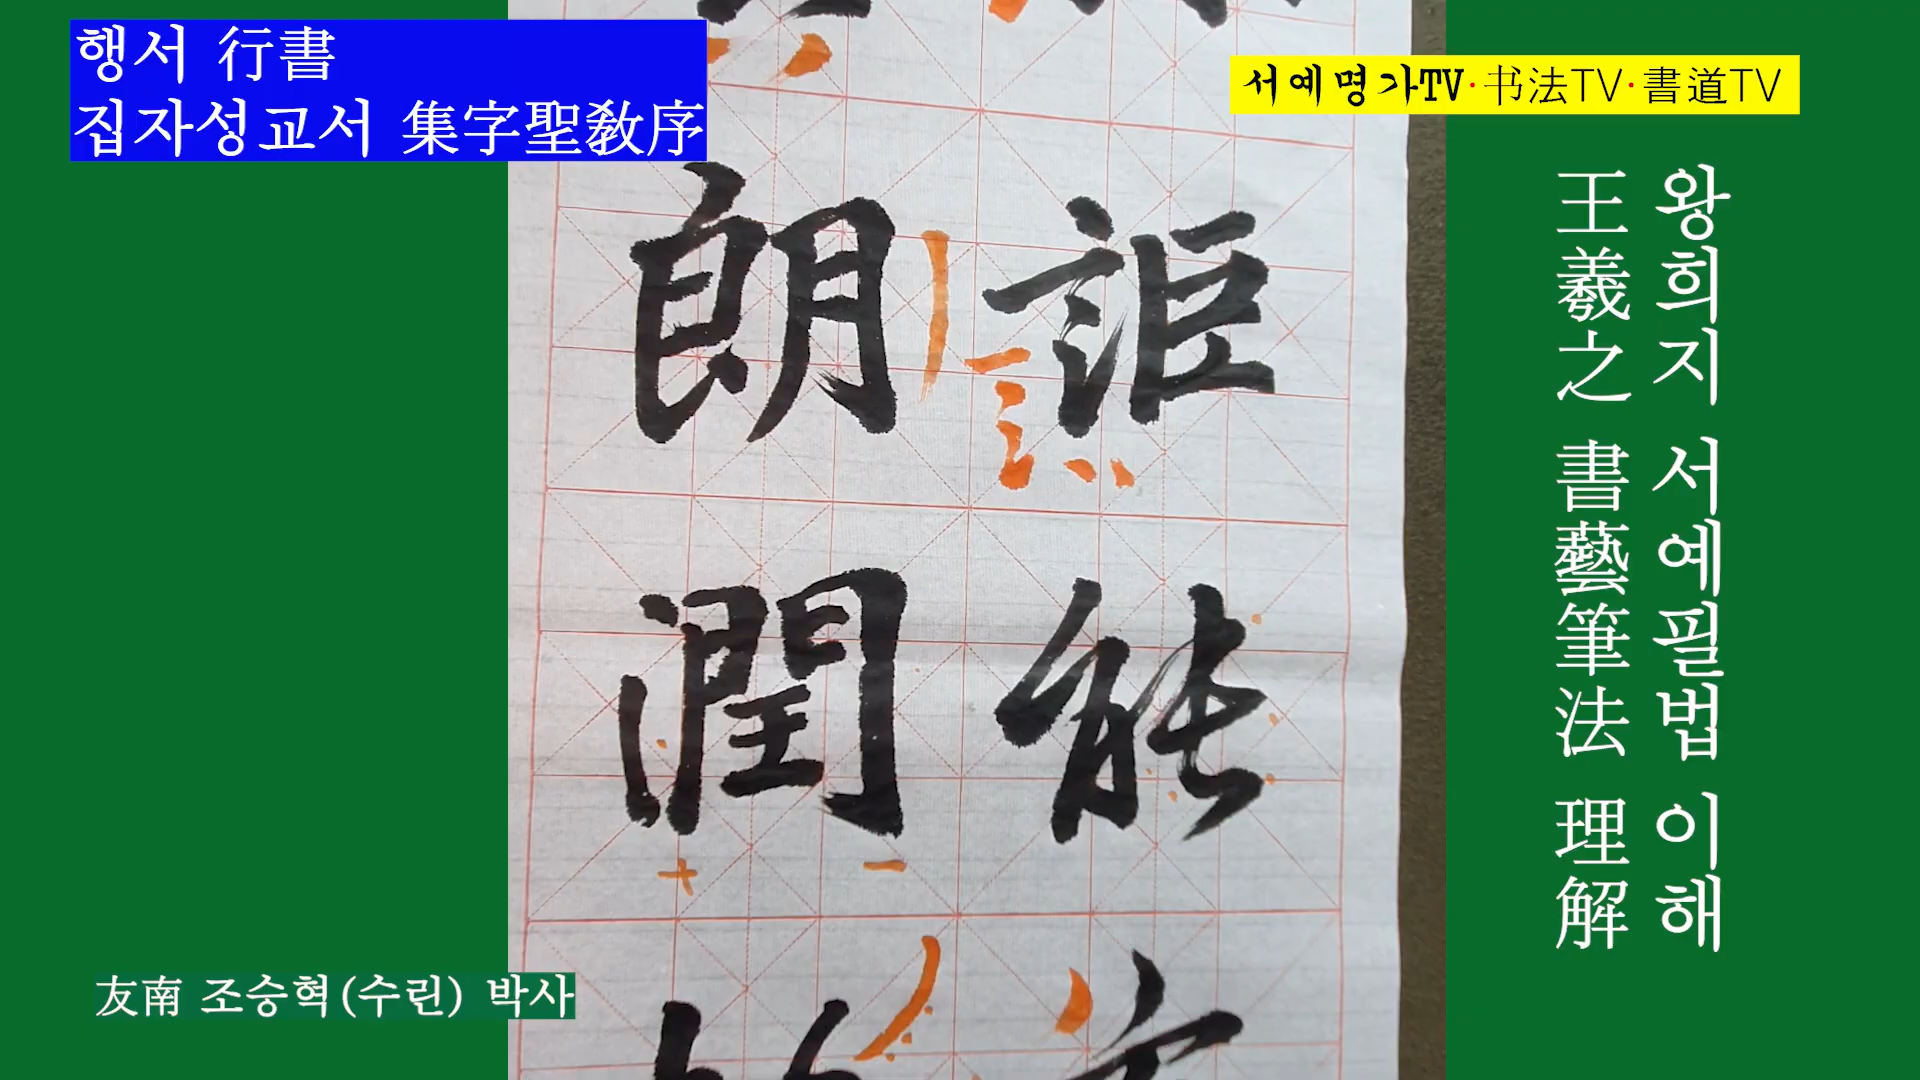 행서 行書
집자성교서 集字聖敎序
서예명가TV·书法TV·書道TV
왕희지 서예필법 이해
王羲之 書藝筆法 理解
詎能
朗潤
友南 조승혁(수린) 박사